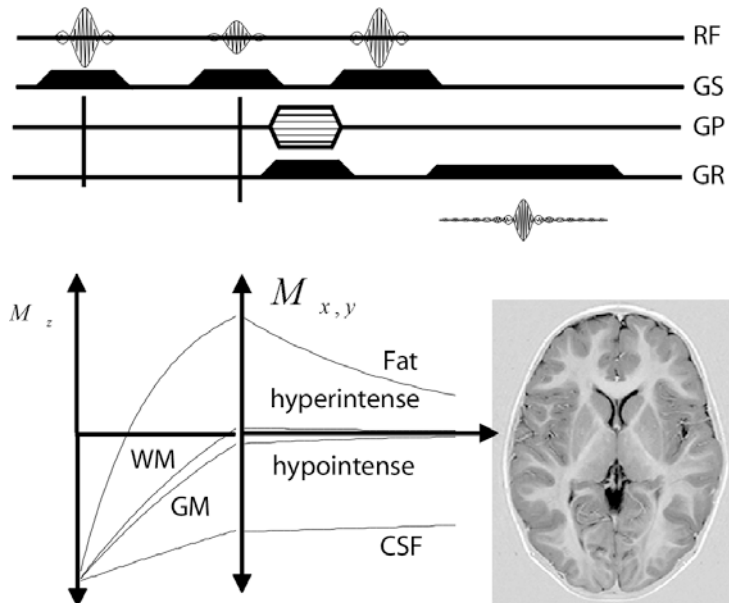 RF
GS
GP
GR
M z
M x, y
Fat
hyperintense
WM
hypointense
GM
CSF